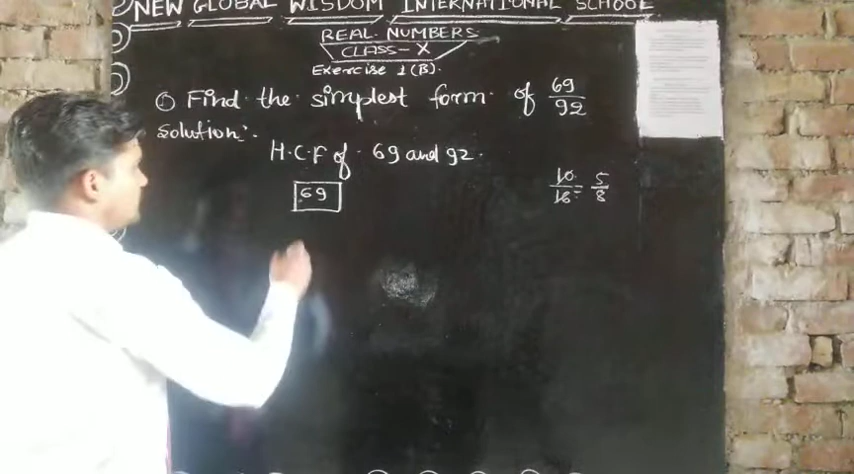 NEW GLOBAL WISDOM INTERNATIONAL SCHOOL
REAL NUMBERS
CLASS-X
Exercise 1(B).
① Find the simplest form of 69/92
Solution:.
H.C.F of 69 and 92.
69
10/16 = 5/8